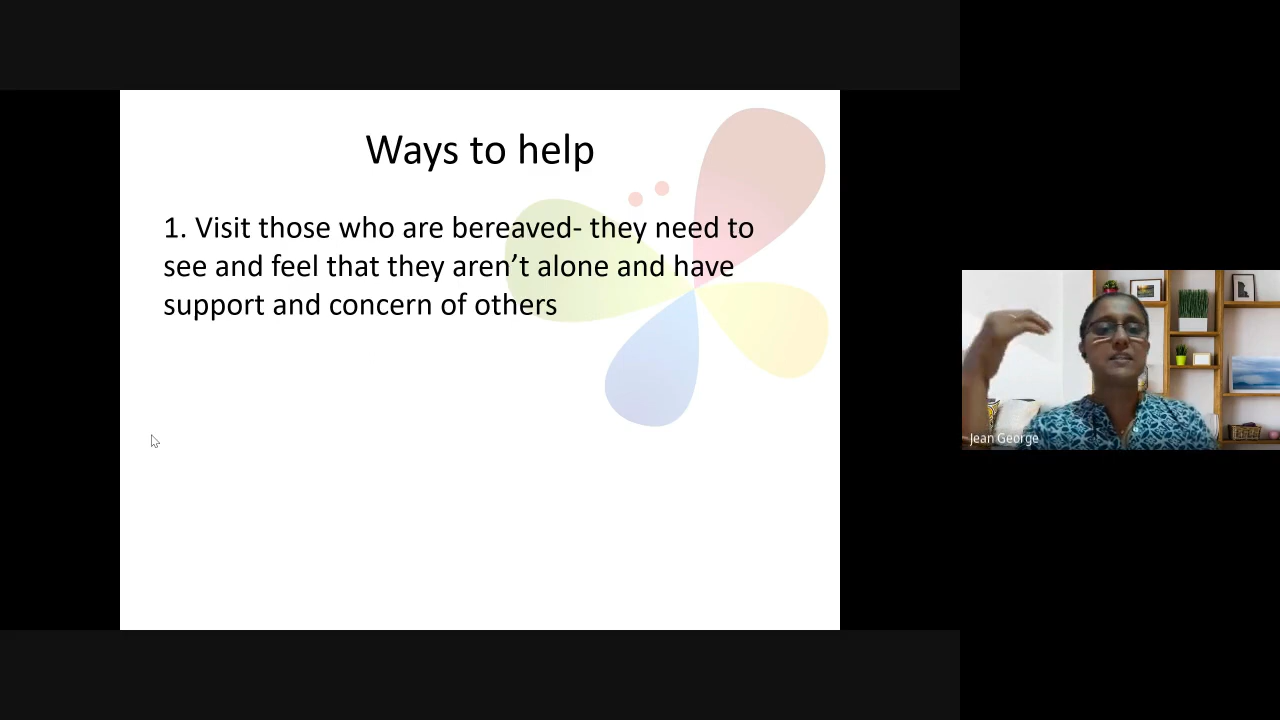 Ways to help
1. Visit those who are bereaved- they need to
see and feel that they aren’t alone and have
support and concern of others
Jean George